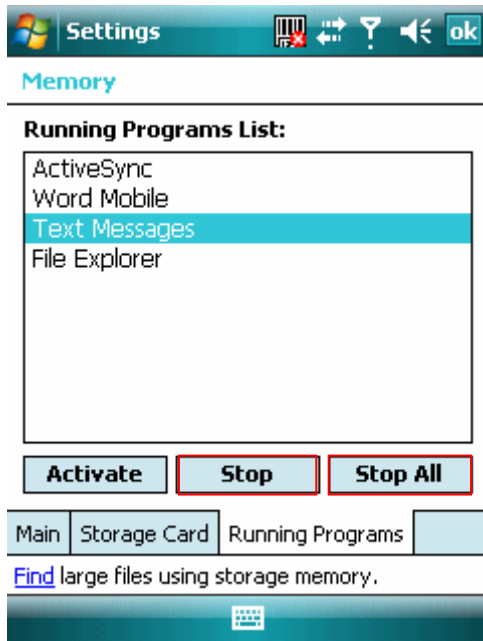 Settings ok
Memory
Running Programs List:
ActiveSync
Word Mobile
Text Messages
File Explorer
Activate Stop Stop All
Main Storage Card Running Programs
Find large files using storage memory.